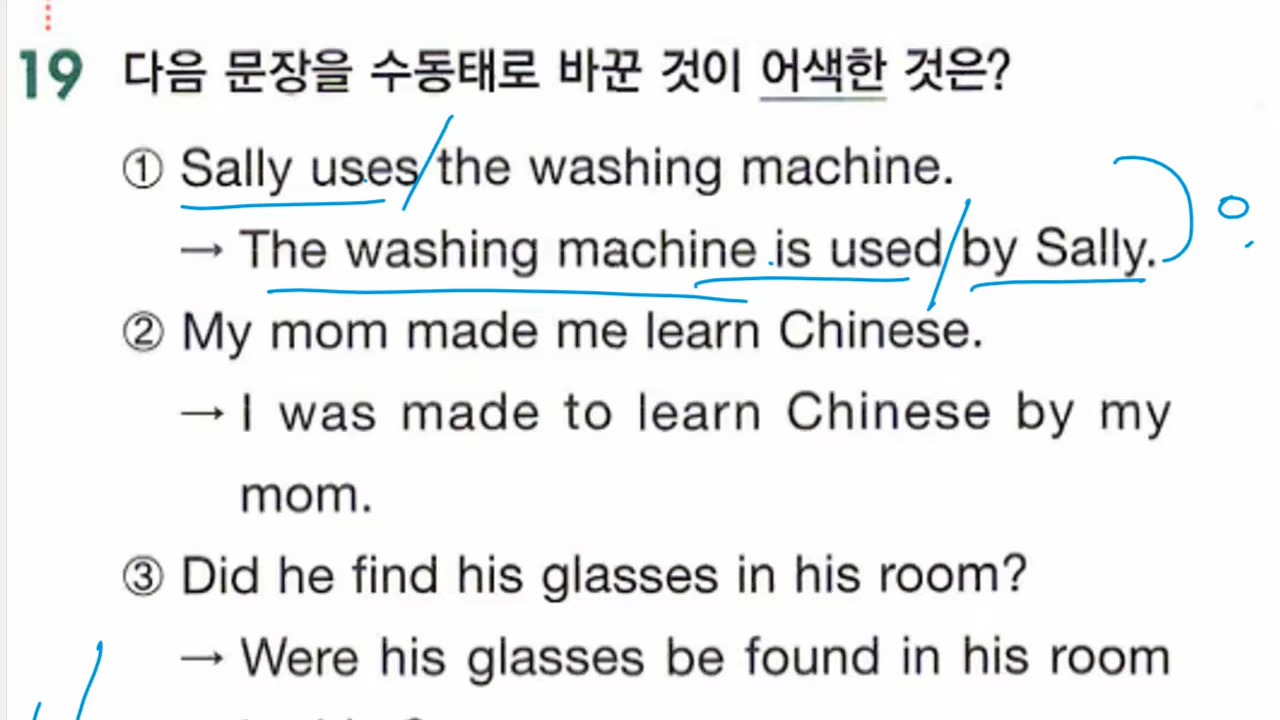 19 다음 문장을 수동태로 바꾼 것이 어색한 것은?
① Sally uses the washing machine.
→ The washing machine is used by Sally.
② My mom made me learn Chinese.
→ I was made to learn Chinese by my
mom.
③ Did he find his glasses in his room?
→ Were his glasses be found in his room